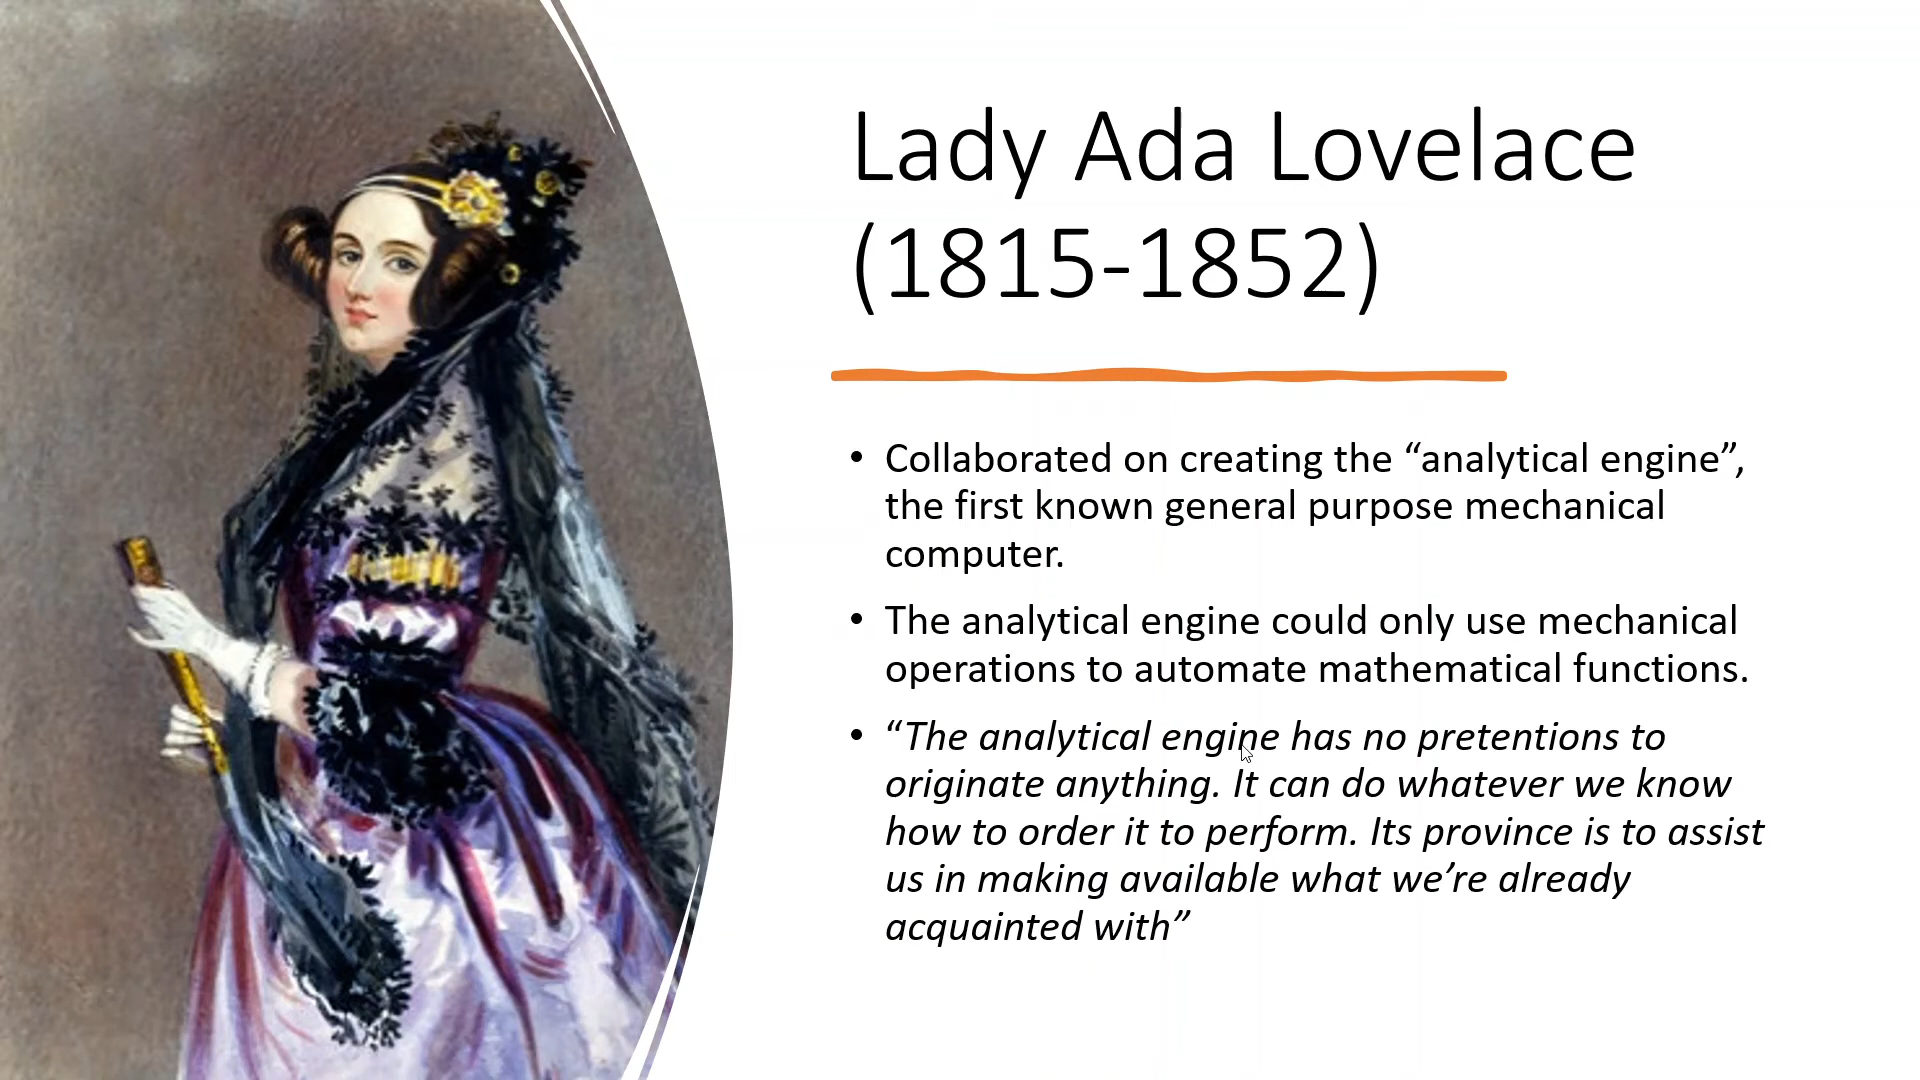 Lady Ada Lovelace
(1815-1852)
• Collaborated on creating the “analytical engine”,
the first known general purpose mechanical
computer.
• The analytical engine could only use mechanical
operations to automate mathematical functions.
• “The analytical engine has no pretentions to
originate anything. It can do whatever we know
how to order it to perform. Its province is to assist
us in making available what we’re already
acquainted with”